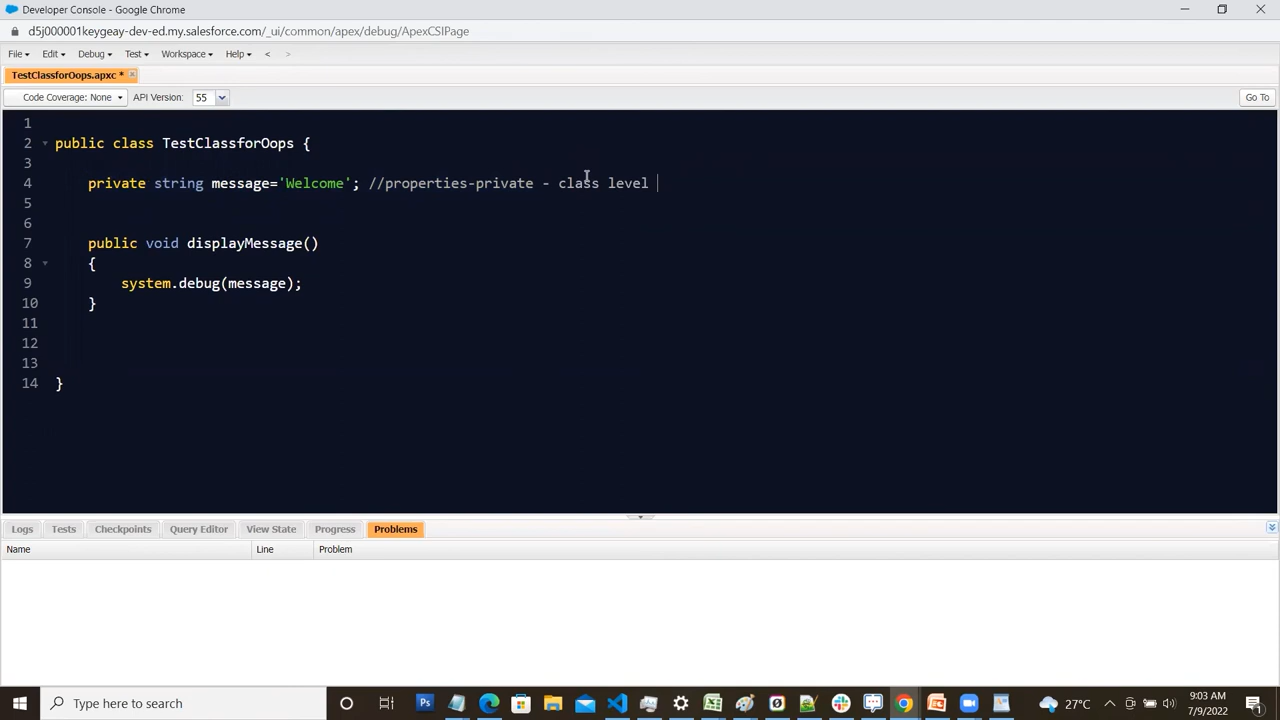 Developer Console - Google Chrome
d5j000001keygeay-dev-ed.my.salesforce.com/_ui/common/apex/debug/ApexCSIPage
File Edit Debug Test Workspace Help < >
TestClassforOops.apxc *
Code Coverage: None API Version: 55 Go To
1
2 public class TestClassforOops {
3
4 private string message='Welcome'; //properties-private - class level
5
6
7 public void displayMessage()
8 {
9 system.debug(message);
10 }
11
12
13
14 }
Logs Tests Checkpoints Query Editor View State Progress Problems
Name Line Problem
Type here to search Ps 27°C 9:03 AM
7/9/2022